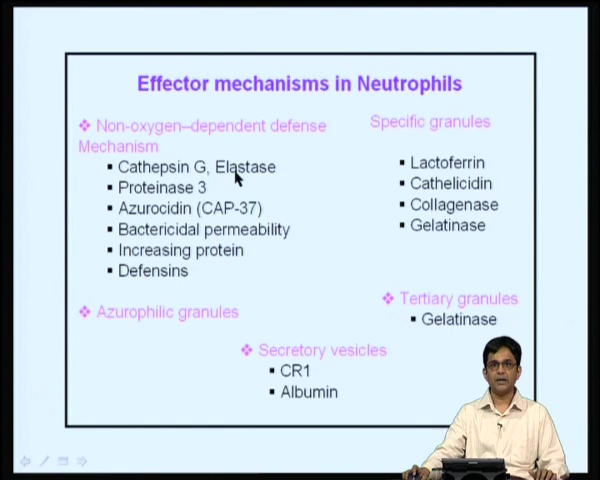 Effector mechanisms in Neutrophils
❖ Non-oxygen–dependent defense
Mechanism
▪ Cathepsin G, Elastase
▪ Proteinase 3
▪ Azurocidin (CAP-37)
▪ Bactericidal permeability
▪ Increasing protein
▪ Defensins
❖ Azurophilic granules
Specific granules
▪ Lactoferrin
▪ Cathelicidin
▪ Collagenase
▪ Gelatinase
❖ Tertiary granules
▪ Gelatinase
❖ Secretory vesicles
▪ CR1
▪ Albumin